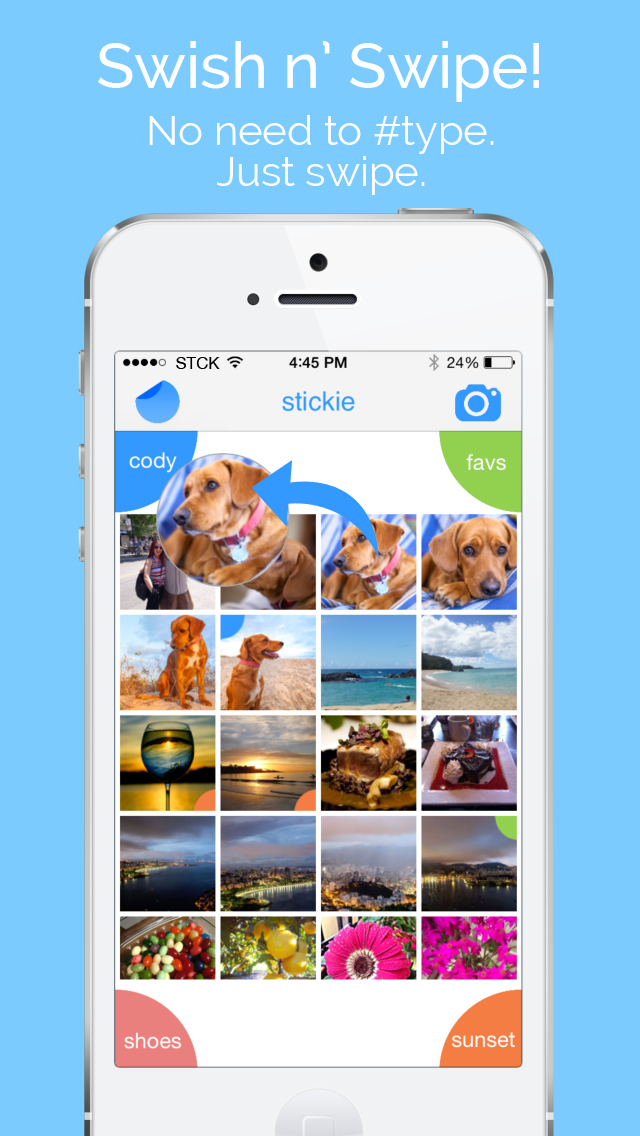 Swish n' Swipe!
No need to #type.
Just swipe.
STCK 4:45 PM 24%
stickie
cody favs
shoes sunset